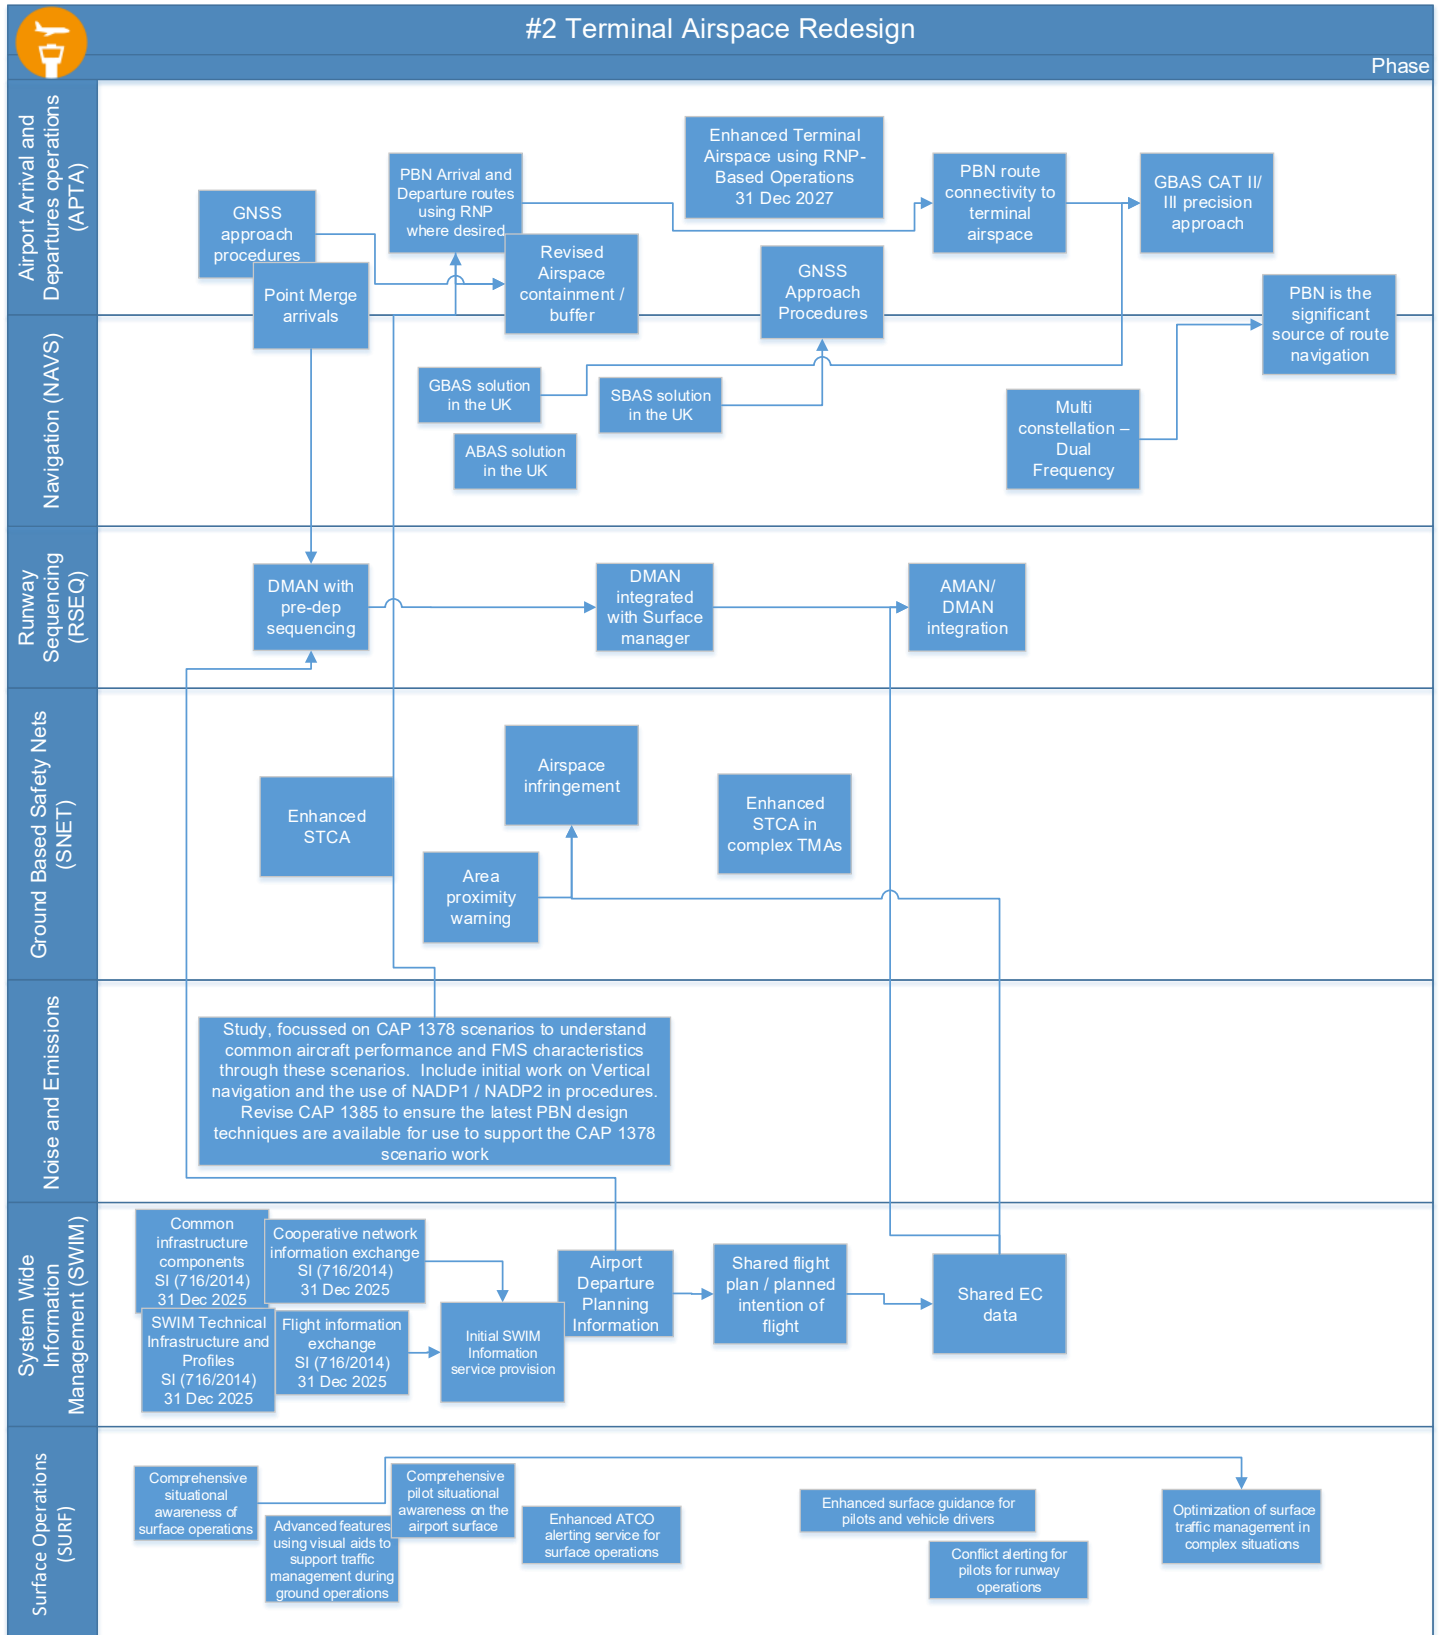 #2 Terminal Airspace Redesign
Phase
Airport Arrival and
Departures operations
(APTA)
GNSS
approach
procedures
Point Merge
arrivals
PBN Arrival and
Departure routes
using RNP
where desired
Revised
Airspace
containment /
buffer
Enhanced Terminal
Airspace using RNP-
Based Operations
31 Dec 2027
GNSS
Approach
Procedures
PBN route
connectivity to
terminal
airspace
GBAS CAT II/
III precision
approach
PBN is the
significant
source of route
navigation
Navigation (NAVS)
GBAS solution
in the UK
ABAS solution
in the UK
SBAS solution
in the UK
Multi
constellation –
Dual
Frequency
Runway
Sequencing
(RSEQ)
DMAN with
pre-dep
sequencing
DMAN
integrated
with Surface
manager
AMAN/
DMAN
integration
Ground Based Safety Nets
(SNET)
Enhanced
STCA
Airspace
infringement
Area
proximity
warning
Enhanced
STCA in
complex TMAs
Noise and Emissions
Study, focussed on CAP 1378 scenarios to understand
common aircraft performance and FMS characteristics
through these scenarios.  Include initial work on Vertical
navigation and the use of NADP1 / NADP2 in procedures.
Revise CAP 1385 to ensure the latest PBN design
techniques are available for use to support the CAP 1378
scenario work
System Wide
Information
Management (SWIM)
Common
infrastructure
components
SI (716/2014)
31 Dec 2025
Cooperative network
information exchange
SI (716/2014)
31 Dec 2025
SWIM Technical
Infrastructure and
Profiles
SI (716/2014)
31 Dec 2025
Flight information
exchange
SI (716/2014)
31 Dec 2025
Initial SWIM
Information
service provision
Airport
Departure
Planning
Information
Shared flight
plan / planned
intention of
flight
Shared EC
data
Surface Operations
(SURF)
Comprehensive
situational
awareness of
surface operations
Advanced features
using visual aids to
support traffic
management during
ground operations
Comprehensive
pilot situational
awareness on the
airport surface
Enhanced ATCO
alerting service for
surface operations
Enhanced surface guidance for
pilots and vehicle drivers
Conflict alerting for
pilots for runway
operations
Optimization of surface
traffic management in
complex situations